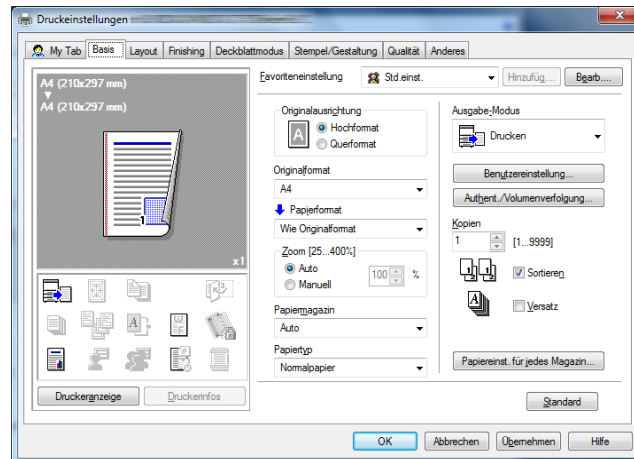 Druckeinstellungen
My Tab Basis Layout Finishing Deckblattmodus Stempel/Gestaltung Qualität Anderes
A4 (210x297 mm)
A4 (210x297 mm)
1
x1
Druckeranzeige Druckerinfos
Favoriteneinstellung Std.einst. Hinzufüg.... Bearb....
Originalausrichtung
A
Hochformat
Querformat
Originalformat
A4
Papierformat
Wie Originalformat
Zoom [25...400%]
Auto
Manuell
100 %
Papiermagazin
Auto
Papiertyp
Normalpapier
Ausgabe-Modus
Drucken
Benutzereinstellung...
Authent./Volumenverfolgung...
Kopien
1 [1...9999]
Sortieren
Versatz
Papiereinst. für jedes Magazin...
Standard
OK Abbrechen Übernehmen Hilfe